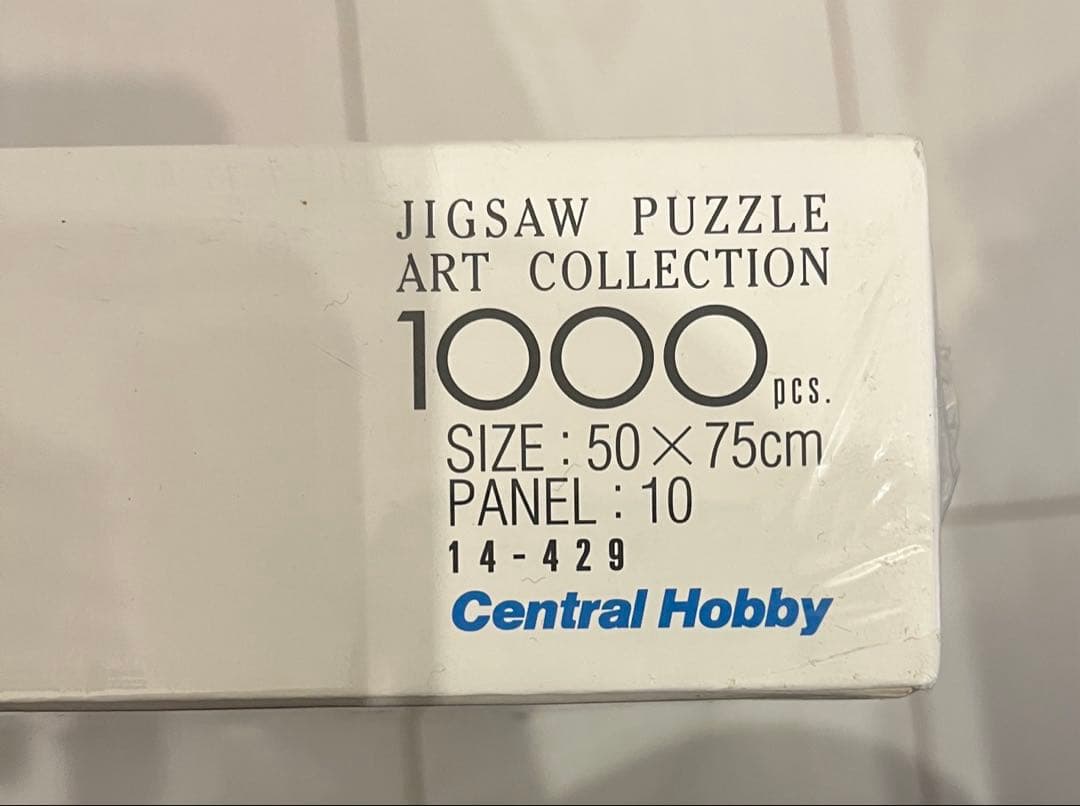 JIGSAW PUZZLE
ART COLLECTION
1000 pcs.
SIZE : 50×75cm
PANEL : 10
14-429
Central Hobby